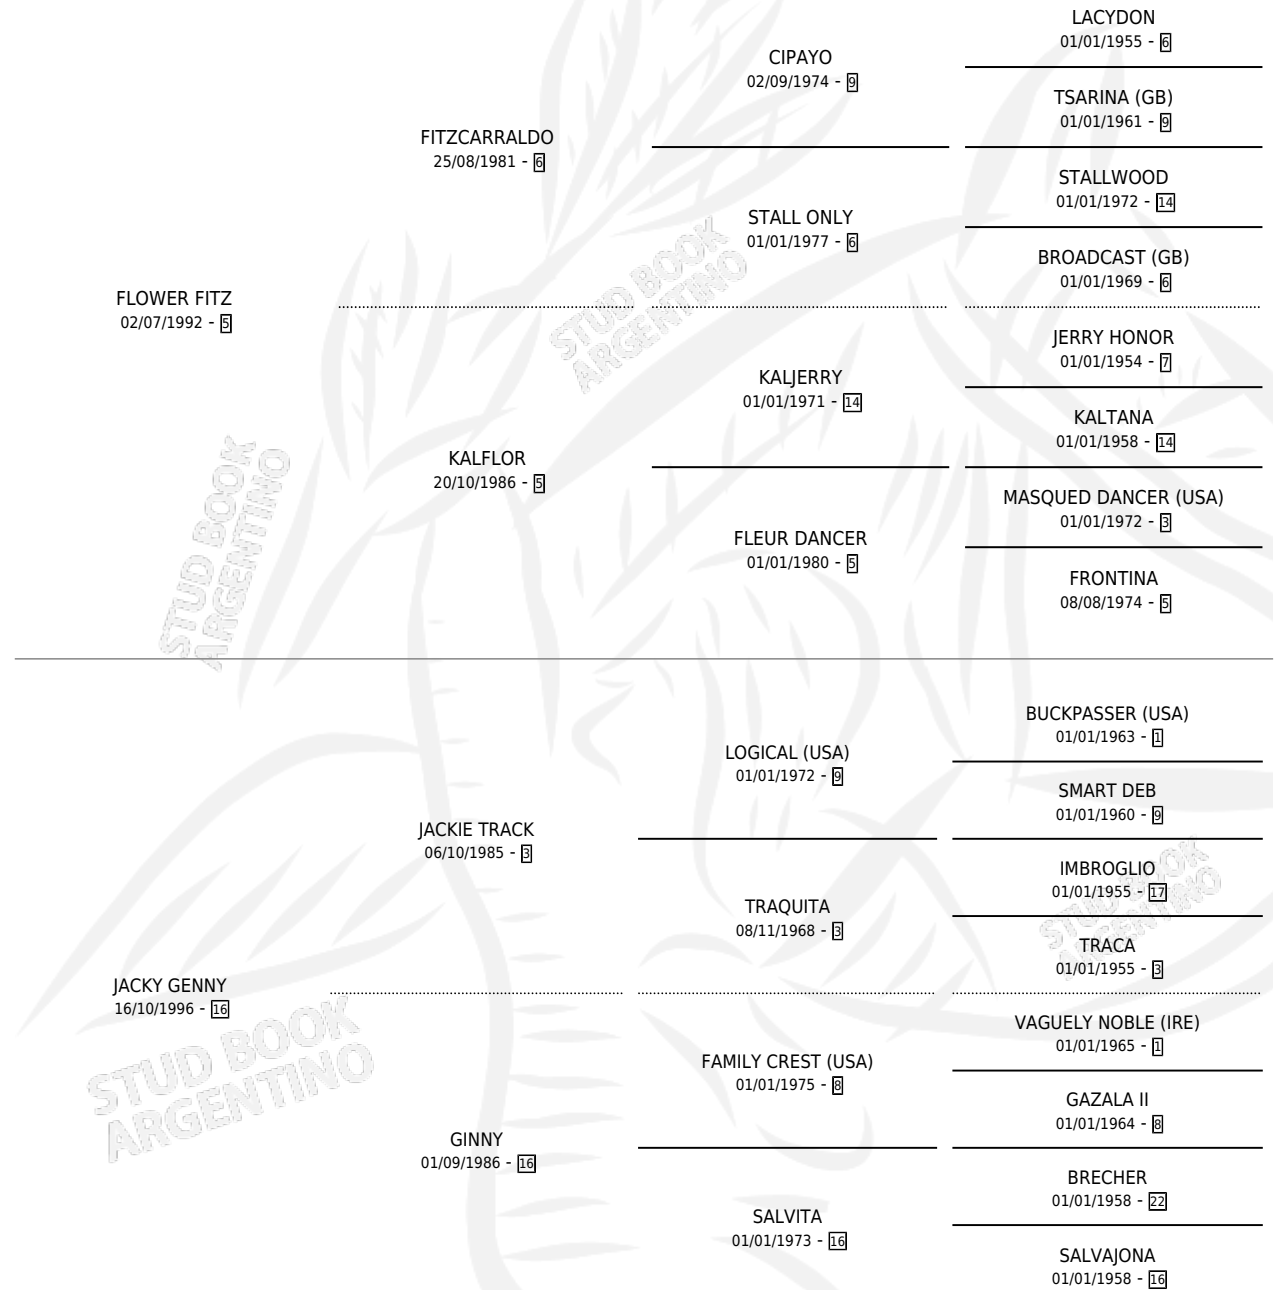 LACYDON
01/01/1955 - 6
CIPAYO
02/09/1974 - 9
TSARINA (GB)
01/01/1961 - 9
FITZCARRALDO
25/08/1981 - 6
STALLWOOD
01/01/1972 - 14
STALL ONLY
01/01/1977 - 6
BROADCAST (GB)
01/01/1969 - 6
FLOWER FITZ
02/07/1992 - 5
JERRY HONOR
01/01/1954 - 7
KALJERRY
01/01/1971 - 14
KALTANA
01/01/1958 - 14
KALFLOR
20/10/1986 - 5
MASQUED DANCER (USA)
01/01/1972 - 3
FLEUR DANCER
01/01/1980 - 5
FRONTINA
08/08/1974 - 5
STUD BOOK
ARGENTINO
STUD BOOK
ARGENTINO
BUCKPASSER (USA)
01/01/1963 - 1
LOGICAL (USA)
01/01/1972 - 9
SMART DEB
01/01/1960 - 9
JACKIE TRACK
06/10/1985 - 3
IMBROGLIO
01/01/1955 - 17
TRAQUITA
08/11/1968 - 3
TRACA
01/01/1955 - 3
JACKY GENNY
16/10/1996 - 16
VAGUELY NOBLE (IRE)
01/01/1965 - 1
FAMILY CREST (USA)
01/01/1975 - 8
GAZALA II
01/01/1964 - 8
GINNY
01/09/1986 - 16
BRECHER
01/01/1958 - 22
SALVITA
01/01/1973 - 16
SALVAJONA
01/01/1958 - 16
STUD BOOK
ARGENTINO
STUD BOOK
ARGENTINO